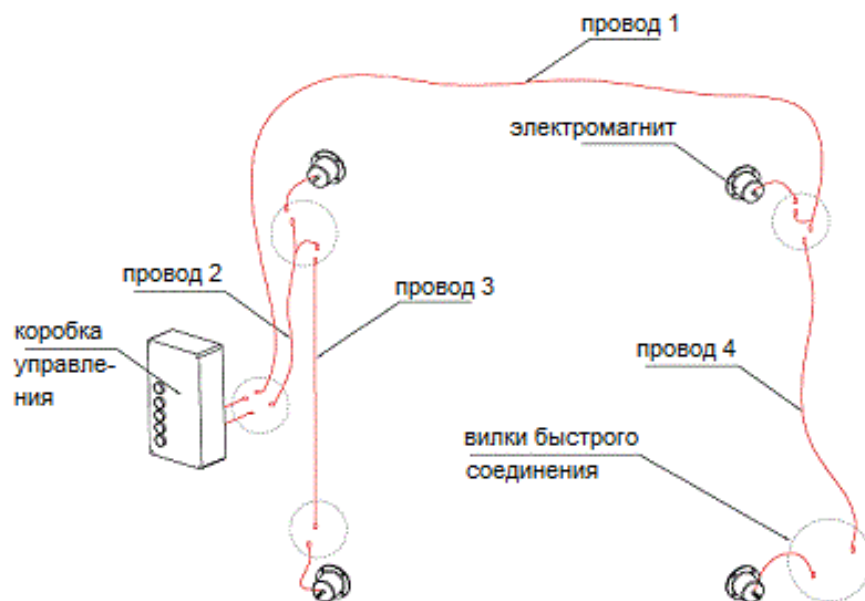 провод 1
электромагнит
провод 2
провод 3
коробка
управле-
ния
провод 4
вилки быстрого
соединения